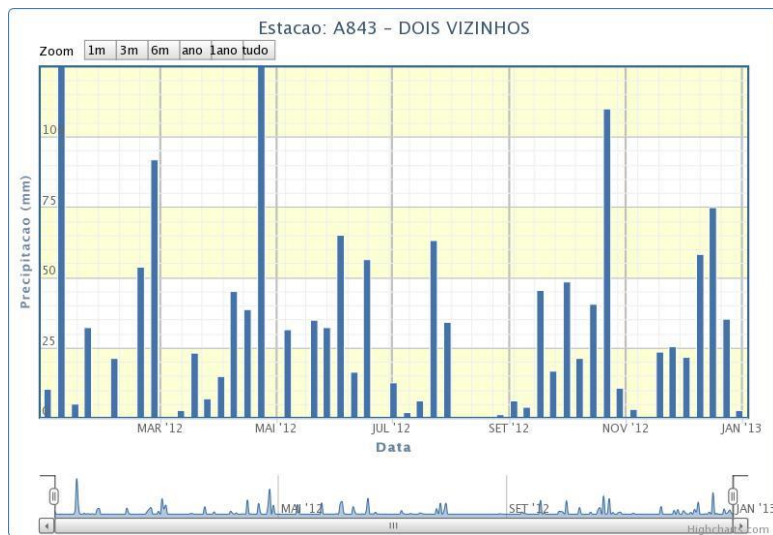 Estacao: A843 - DOIS VIZINHOS
Zoom 1m 3m 6m ano 1ano tudo
100
75
50
25
0
Precipitacao (mm)
MAR '12 MAI '12 JUL '12 SET '12 NOV '12 JAN '13
Data
MAI '12 SET '12 JAN '13
Highcharts.com